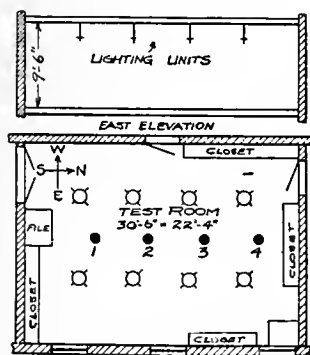 9'-6"
LIGHTING UNITS
EAST ELEVATION
CLOSET
W
S N
E
TEST ROOM
30'-6" = 22'-4"
FILE
1 2 3 4
CLOSET
CLOSET
CLOSET